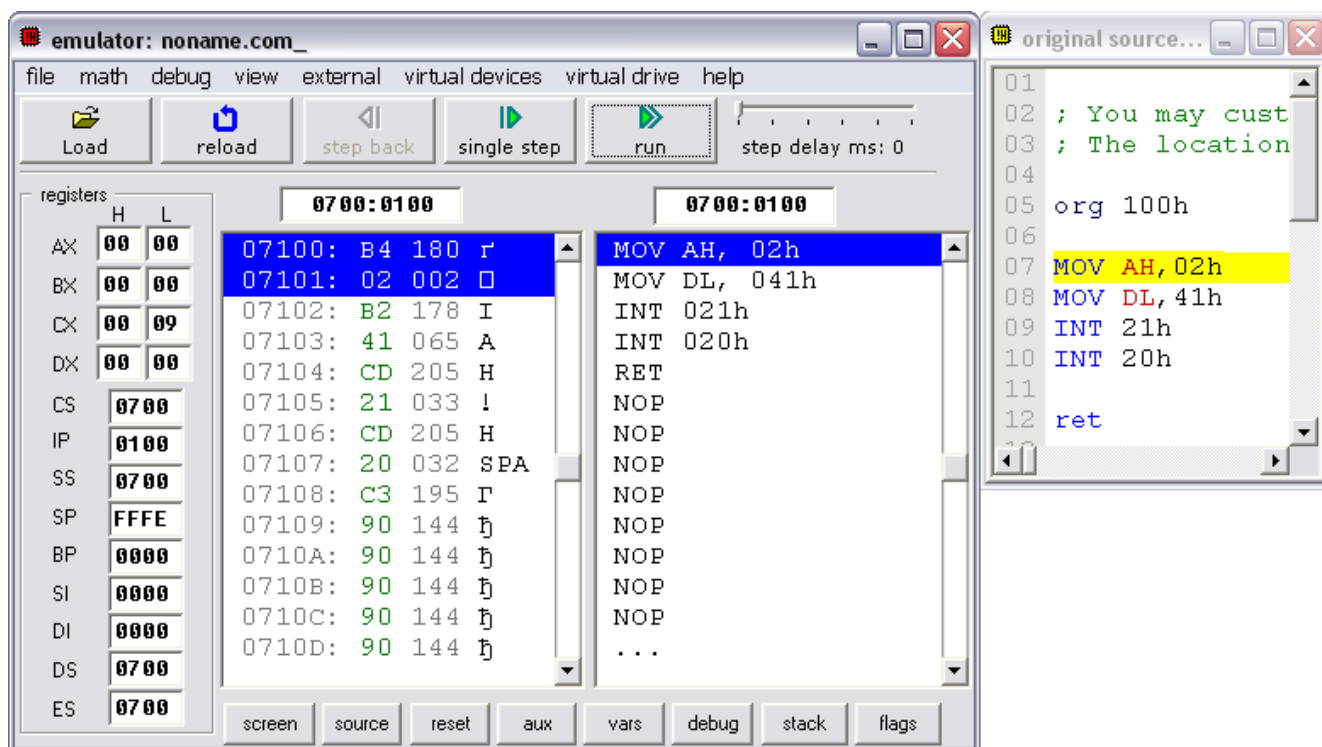 emulator: noname.com_
file math debug view external virtual devices virtual drive help
Load reload step back single step run step delay ms: 0
registers
H L
AX 00 00
BX 00 00
CX 00 09
DX 00 00
CS 0700
IP 0100
SS 0700
SP FFFE
BP 0000
SI 0000
DI 0000
DS 0700
ES 0700
0700:0100
07100: B4 180 ґ
07101: 02 002
07102: B2 178 І
07103: 41 065 A
07104: CD 205 Н
07105: 21 033 !
07106: CD 205 Н
07107: 20 032 SPA
07108: C3 195 Г
07109: 90 144 ђ
0710A: 90 144 ђ
0710B: 90 144 ђ
0710C: 90 144 ђ
0710D: 90 144 ђ
0700:0100
MOV AH, 02h
MOV DL, 041h
INT 021h
INT 020h
RET
NOP
NOP
NOP
NOP
NOP
NOP
NOP
NOP
...
screen source reset aux vars debug stack flags
original source...
01
02 ; You may cust
03 ; The location
04
05 org 100h
06
07 MOV AH,02h
08 MOV DL,41h
09 INT 21h
10 INT 20h
11
12 ret